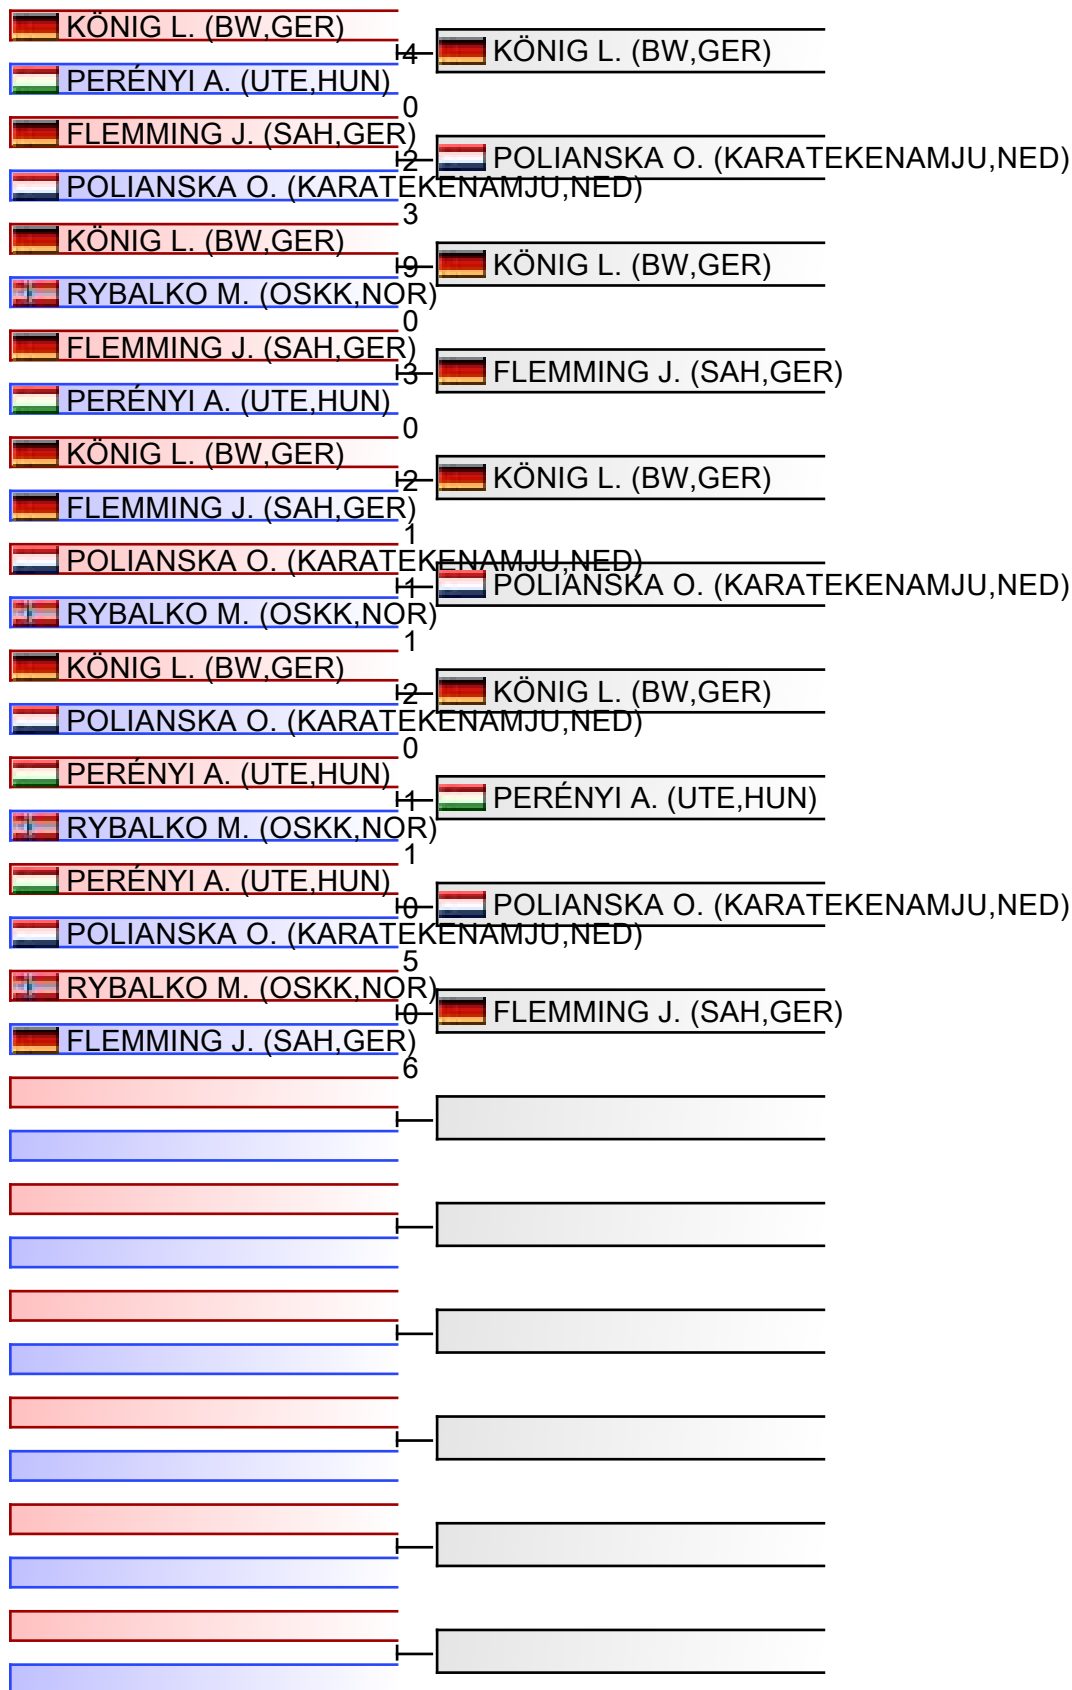 KÖNIG L. (BW,GER)
4
KÖNIG L. (BW,GER)
PERÉNYI A. (UTE,HUN)
0
FLEMMING J. (SAH,GER)
2
POLIANSKA O. (KARATEKENAMJU,NED)
POLIANSKA O. (KARATEKENAMJU,NED)
3
KÖNIG L. (BW,GER)
9
KÖNIG L. (BW,GER)
RYBALKO M. (OSKK,NOR)
0
FLEMMING J. (SAH,GER)
3
FLEMMING J. (SAH,GER)
PERÉNYI A. (UTE,HUN)
0
KÖNIG L. (BW,GER)
2
KÖNIG L. (BW,GER)
FLEMMING J. (SAH,GER)
1
POLIANSKA O. (KARATEKENAMJU,NED)
1
POLIANSKA O. (KARATEKENAMJU,NED)
RYBALKO M. (OSKK,NOR)
1
KÖNIG L. (BW,GER)
2
KÖNIG L. (BW,GER)
POLIANSKA O. (KARATEKENAMJU,NED)
0
PERÉNYI A. (UTE,HUN)
1
PERÉNYI A. (UTE,HUN)
RYBALKO M. (OSKK,NOR)
1
PERÉNYI A. (UTE,HUN)
0
POLIANSKA O. (KARATEKENAMJU,NED)
POLIANSKA O. (KARATEKENAMJU,NED)
5
RYBALKO M. (OSKK,NOR)
0
FLEMMING J. (SAH,GER)
FLEMMING J. (SAH,GER)
6